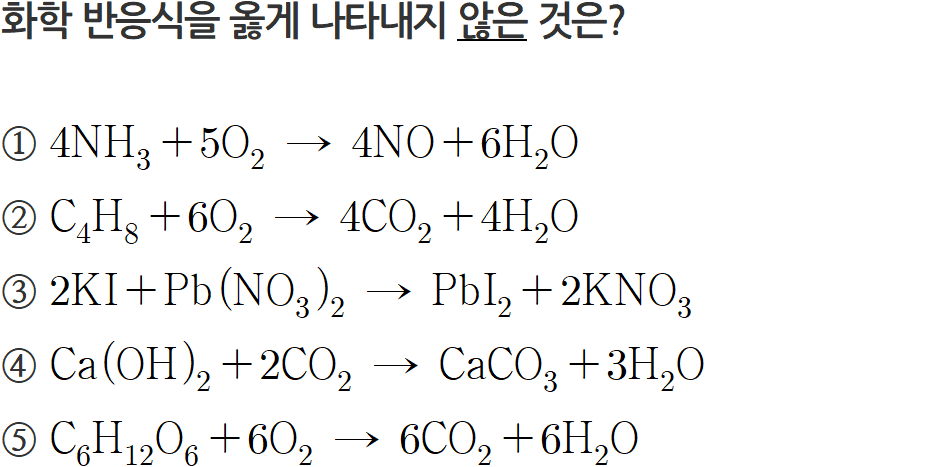 화학 반응식을 옳게 나타내지 않은 것은?
① 4NH₃+5O₂ → 4NO+6H₂O
② C₄H₈+6O₂ → 4CO₂+4H₂O
③ 2KI+Pb(NO₃)₂ → PbI₂+2KNO₃
④ Ca(OH)₂+2CO₂ → CaCO₃+3H₂O
⑤ C₆H₁₂O₆+6O₂ → 6CO₂+6H₂O